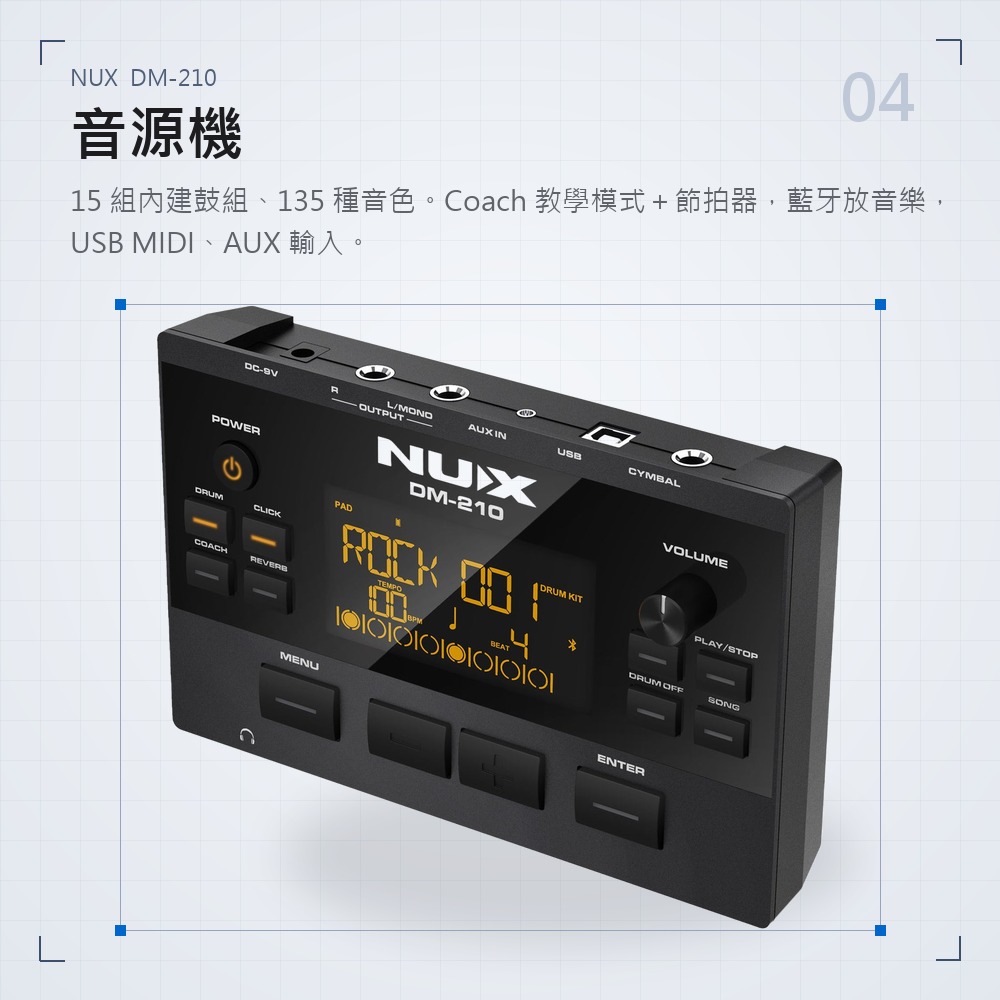 NUX DM-210
04
音源機
15 組內建鼓組、135 種音色。Coach 教學模式 + 節拍器，藍牙放音樂，
USB MIDI、AUX 輸入。
DC-9V
R
L/MONO
OUTPUT
AUX IN
USB
CYMBAL
POWER
NUX
DM-210
DRUM
CLICK
COACH
REVERB
PAD
ROCK 001
DRUM KIT
TEMPO
100 BPM
BEAT 4
VOLUME
PLAY/STOP
DRUM OFF
SONG
MENU
-
+
ENTER